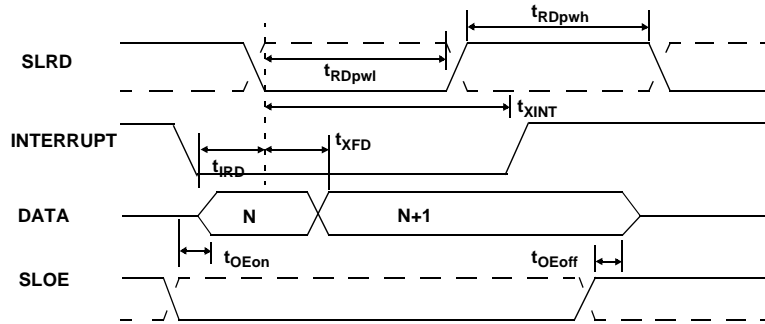 tRDpwh
SLRD
tRDpwl
tXINT
INTERRUPT
tXFD
tIRD
DATA
N
N+1
tOEon
tOEoff
SLOE